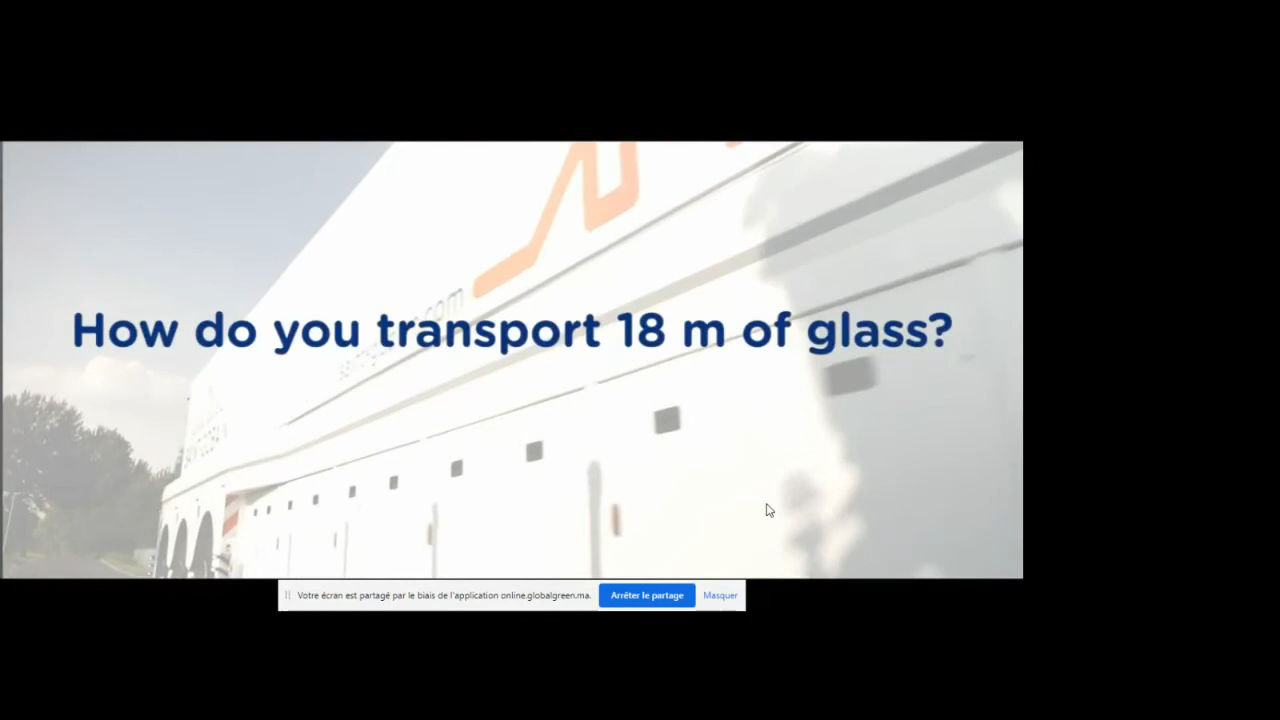 How do you transport 18 m of glass?
Votre écran est partagé par le biais de l'application online.globalgreen.ma.
Arrêter le partage
Masquer